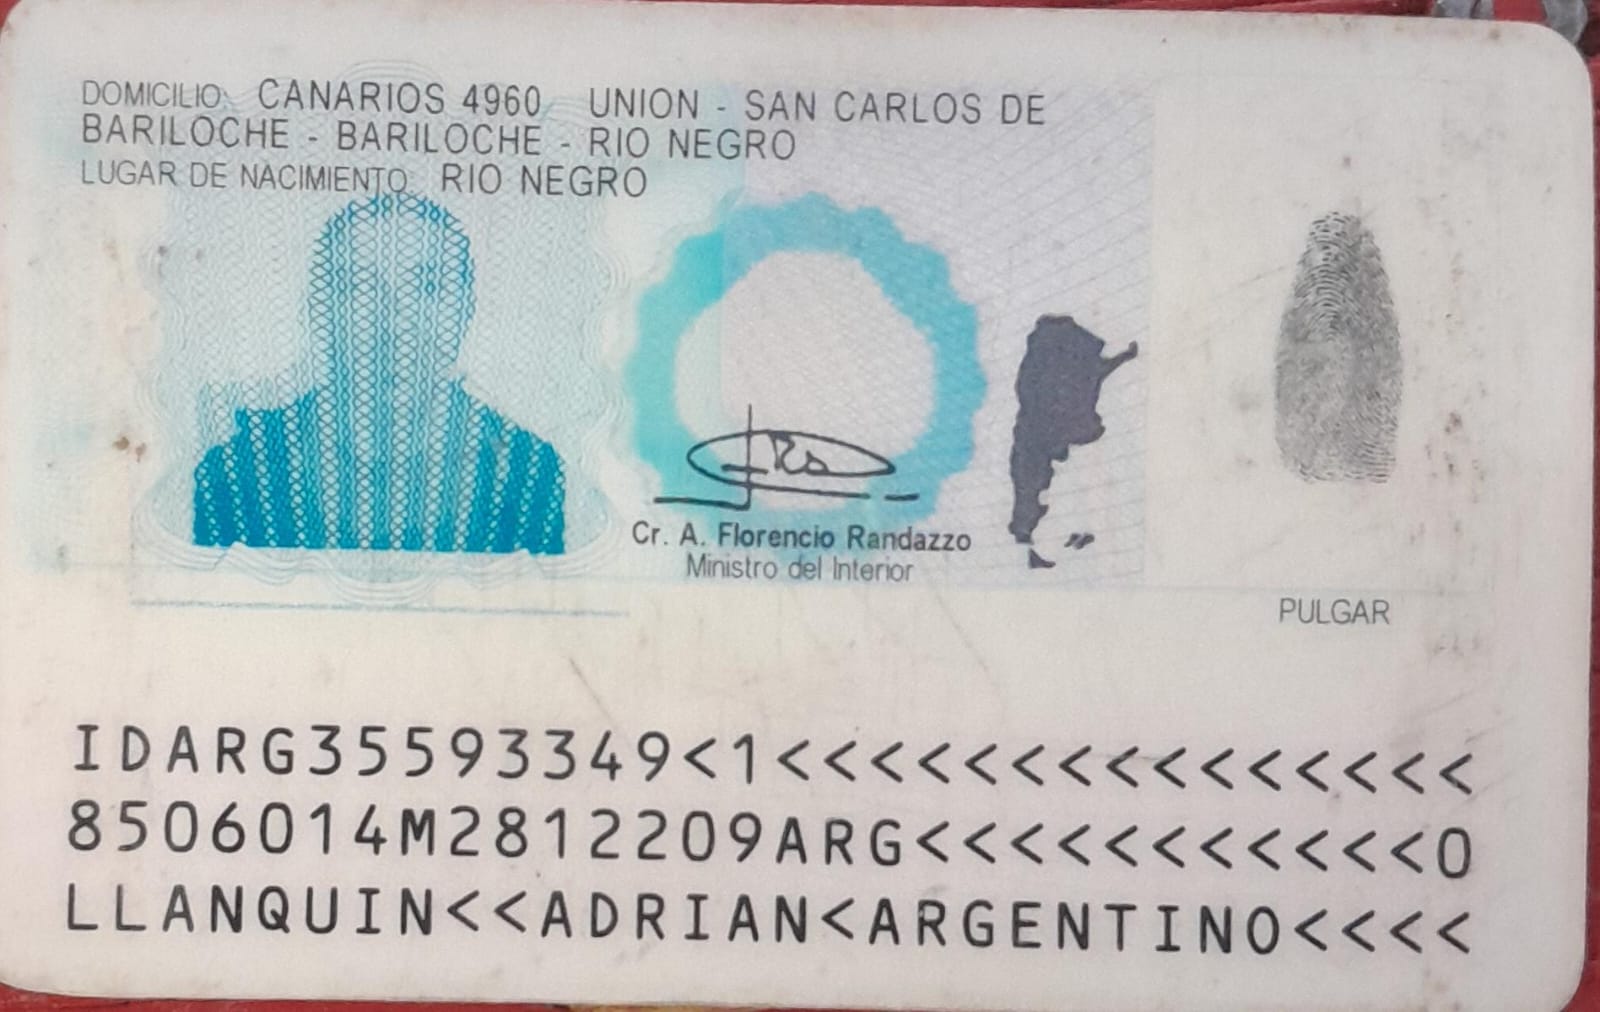 DOMICILIO: CANARIOS 4960 UNION - SAN CARLOS DE
BARILOCHE - BARILOCHE - RIO NEGRO
LUGAR DE NACIMIENTO: RIO NEGRO
Cr. A. Florencio Randazzo
Ministro del Interior
PULGAR
IDARG35593349<1<<<<<<<<<<<<<<<
8506014M2812209ARG<<<<<<<<<<<0
LLANQUIN<<ADRIAN<ARGENTINO<<<<